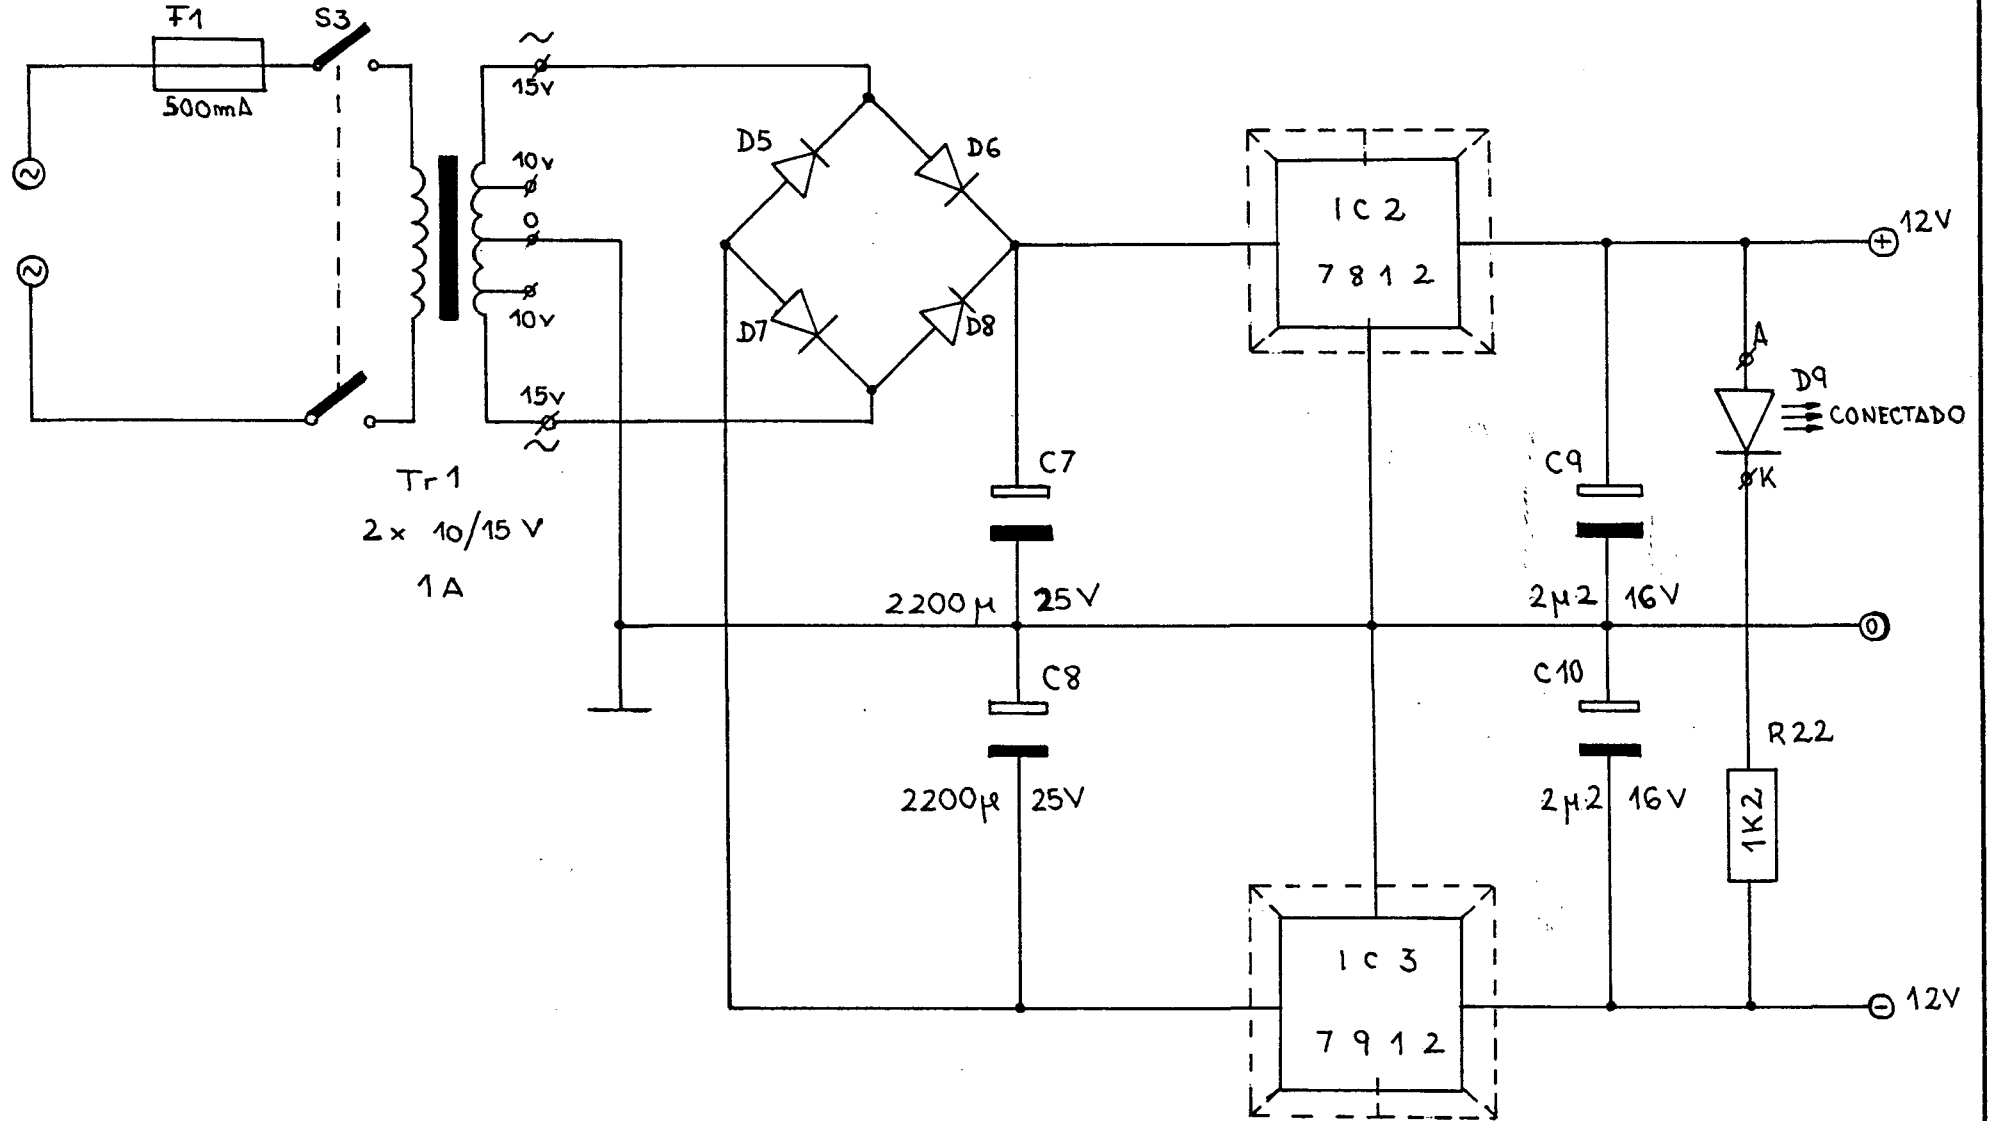 F1
S3
500mA
~
15v
10v
0
10v
15v
~
Tr1
2 x 10/15 V
1A
D5
D6
D7
D8
IC2
7812
12V
+
A
D9
CONECTADO
K
C7
2200µ 25V
C9
2µ2 16V
0
C8
2200µ 25V
C10
2µ2 16V
R22
1K2
IC3
7912
- 12V